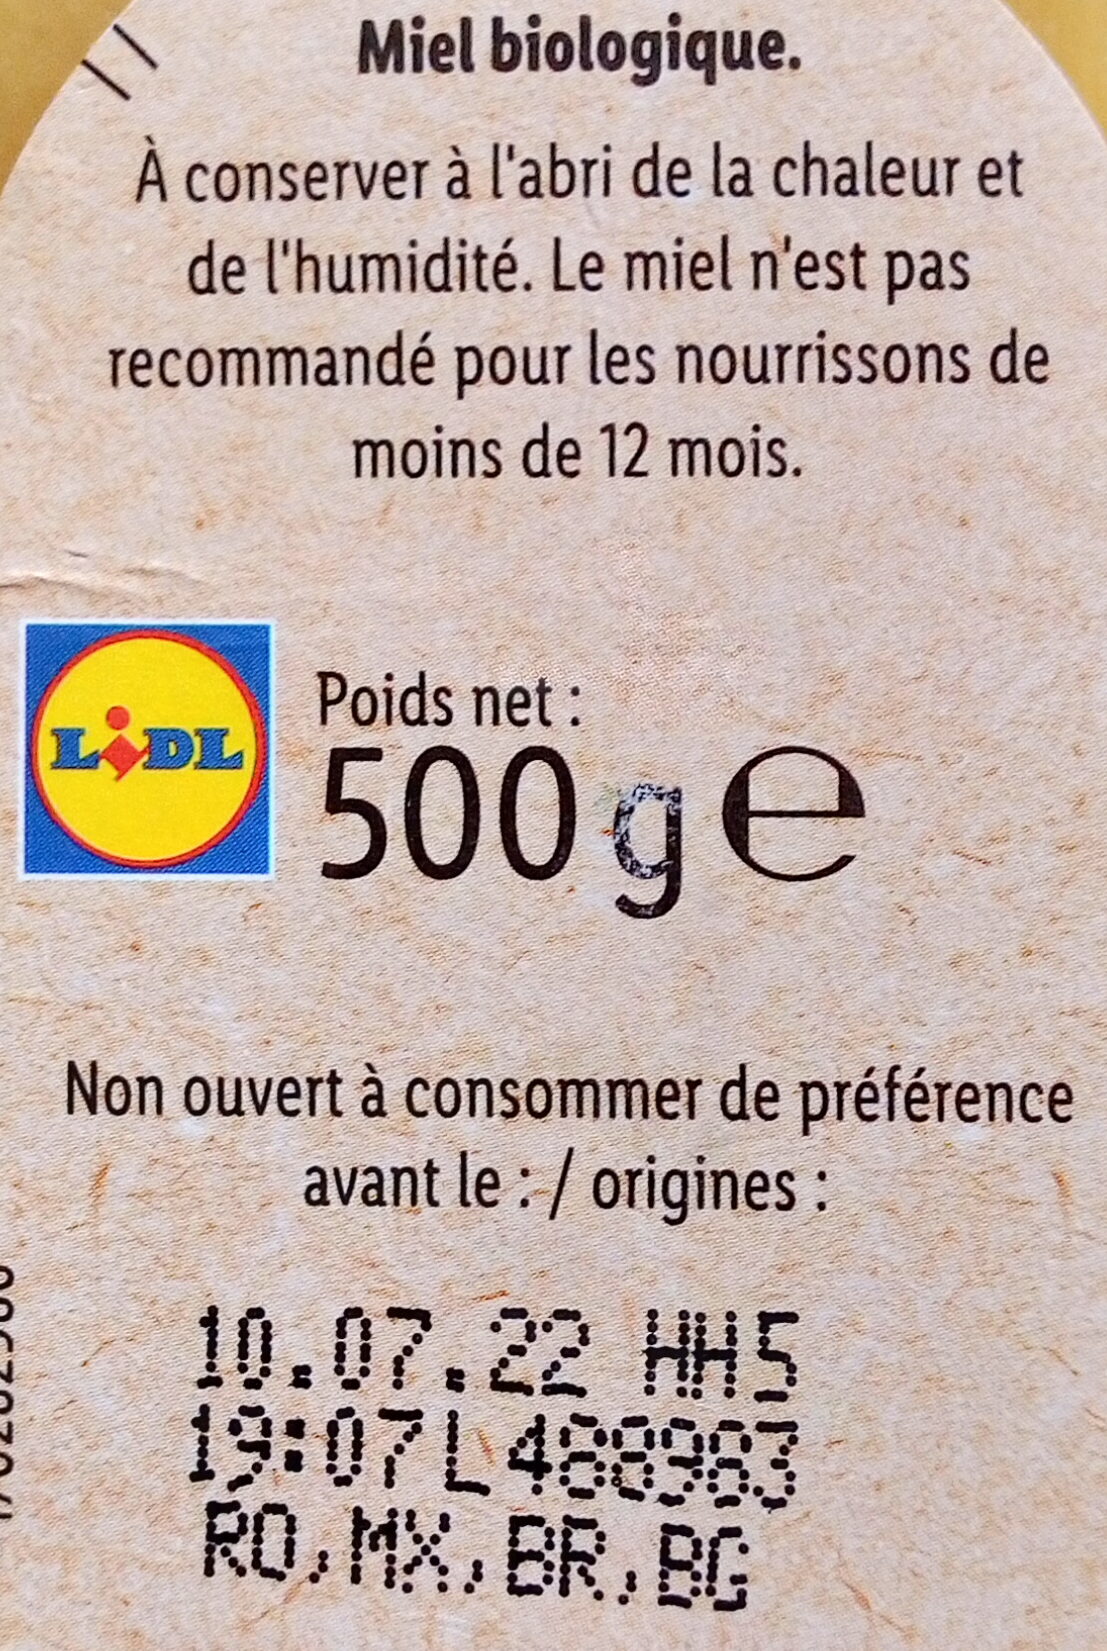 Miel biologique.
À conserver à l'abri de la chaleur et
de l'humidité. Le miel n'est pas
recommandé pour les nourrissons de
moins de 12 mois.
LIDL
Poids net :
500 g e
Non ouvert à consommer de préférence
avant le : / origines :
10.07.22 HH5
19:07L488983
RO,MX,BR,BG